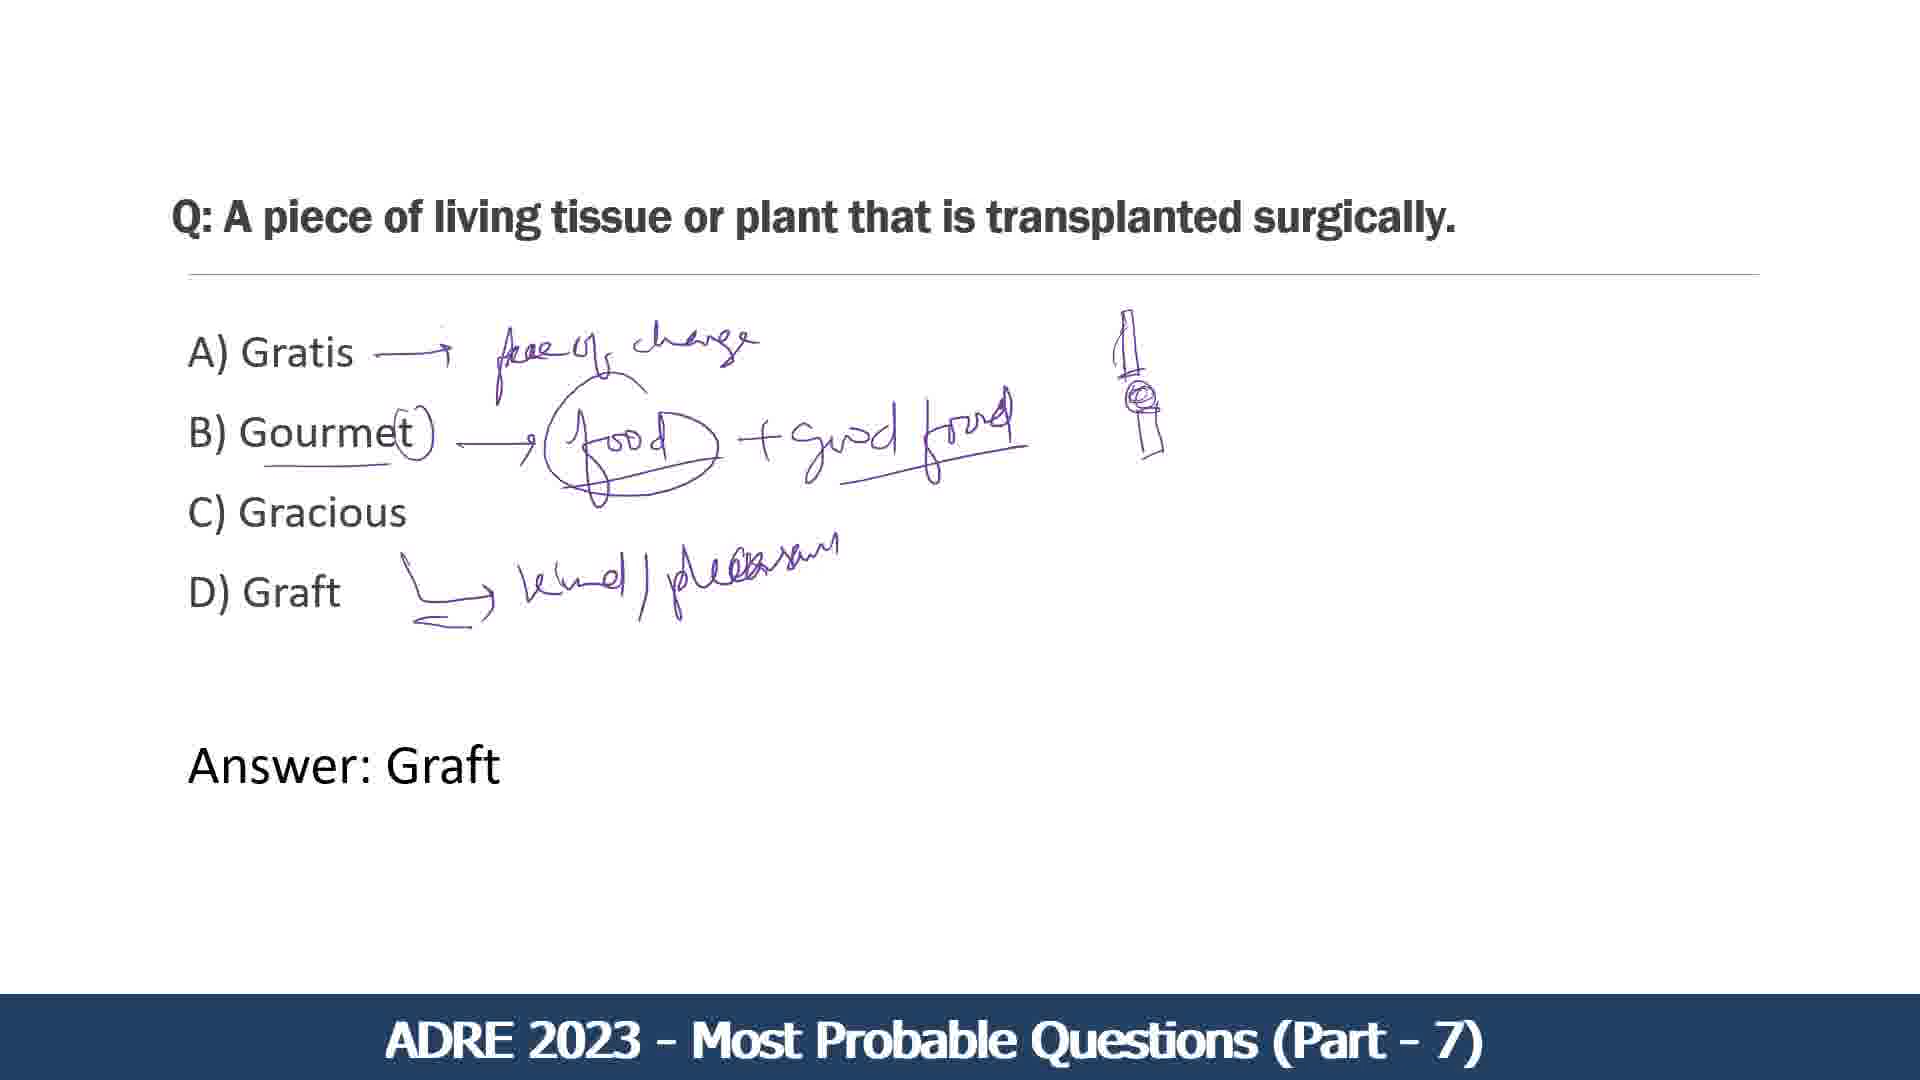 Q: A piece of living tissue or plant that is transplanted surgically.
A) Gratis → free of charge
B) Gourmet → food + good food
C) Gracious
→ kind / pleasan
D) Graft
Answer: Graft
ADRE 2023 - Most Probable Questions (Part - 7)